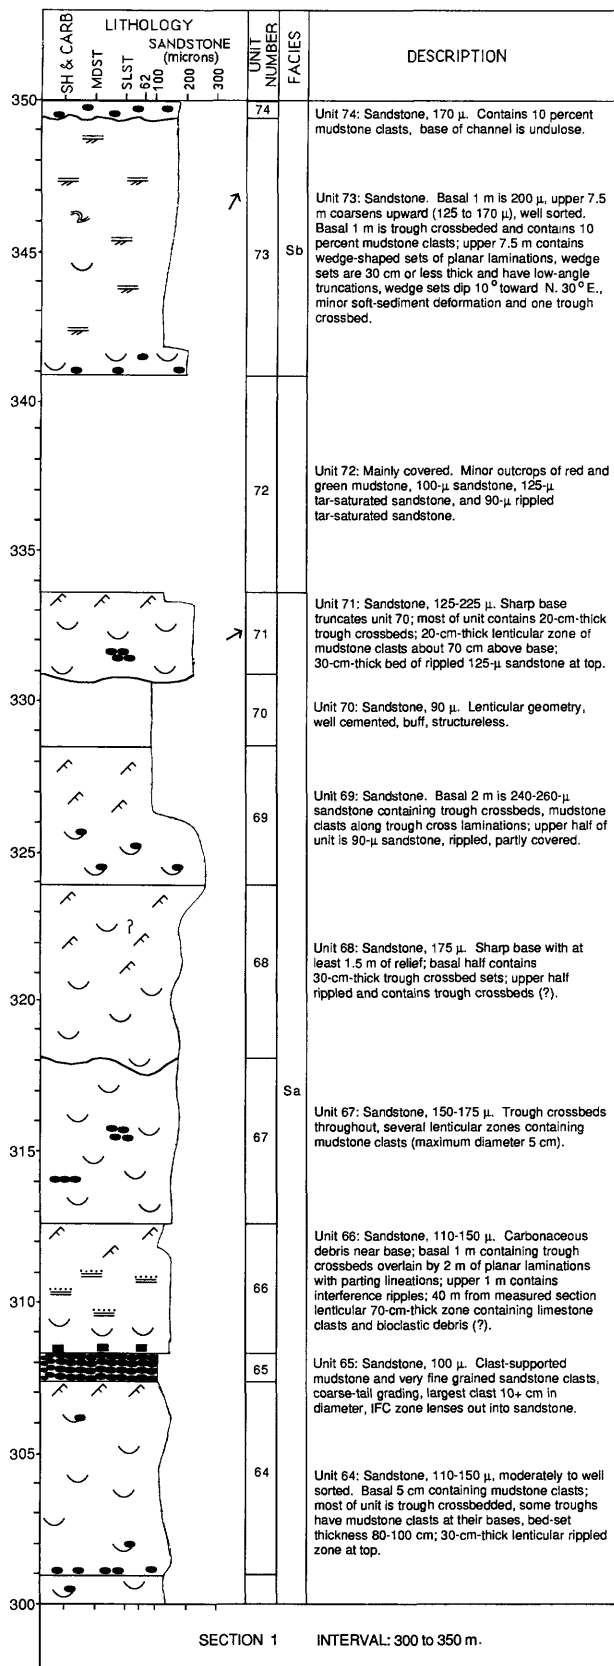 LITHOLOGY
SH & CARB
MDST
SLST
SANDSTONE
(microns)
62
100
200
300
UNIT
NUMBER
FACIES
DESCRIPTION
350
74
Unit 74: Sandstone, 170 µ. Contains 10 percent
mudstone clasts, base of channel is undulose.
345
73
Sb
Unit 73: Sandstone. Basal 1 m is 200 µ, upper 7.5
m coarsens upward (125 to 170 µ), well sorted.
Basal 1 m is trough crossbeded and contains 10
percent mudstone clasts; upper 7.5 m contains
wedge-shaped sets of planar laminations, wedge
sets are 30 cm or less thick and have low-angle
truncations, wedge sets dip 10° toward N. 30° E.,
minor soft-sediment deformation and one trough
crossbed.
340
72
Unit 72: Mainly covered. Minor outcrops of red and
green mudstone, 100-µ sandstone, 125-µ
tar-saturated sandstone, and 90-µ rippled
tar-saturated sandstone.
335
71
Unit 71: Sandstone, 125-225 µ. Sharp base
truncates unit 70; most of unit contains 20-cm-thick
trough crossbeds; 20-cm-thick lenticular zone of
mudstone clasts about 70 cm above base;
30-cm-thick bed of rippled 125-µ sandstone at top.
330
70
Unit 70: Sandstone, 90 µ. Lenticular geometry,
well cemented, buff, structureless.
69
Unit 69: Sandstone. Basal 2 m is 240-260-µ
sandstone containing trough crossbeds, mudstone
clasts along trough cross laminations; upper half of
unit is 90-µ sandstone, rippled, partly covered.
325
?
68
Unit 68: Sandstone, 175 µ. Sharp base with at
least 1.5 m of relief; basal half contains
30-cm-thick trough crossbed sets; upper half
rippled and contains trough crossbeds (?).
320
Sa
67
Unit 67: Sandstone, 150-175 µ. Trough crossbeds
throughout, several lenticular zones containing
mudstone clasts (maximum diameter 5 cm).
315
66
Unit 66: Sandstone, 110-150 µ. Carbonaceous
debris near base; basal 1 m containing trough
crossbeds overlain by 2 m of planar laminations
with parting lineations; upper 1 m contains
interference ripples; 40 m from measured section
lenticular 70-cm-thick zone containing limestone
clasts and bioclastic debris (?).
310
65
Unit 65: Sandstone, 100 µ. Clast-supported
mudstone and very fine grained sandstone clasts,
coarse-tail grading, largest clast 10+ cm in
diameter, IFC zone lenses out into sandstone.
305
64
Unit 64: Sandstone, 110-150 µ, moderately to well
sorted. Basal 5 cm containing mudstone clasts;
most of unit is trough crossbedded, some troughs
have mudstone clasts at their bases, bed-set
thickness 80-100 cm; 30-cm-thick lenticular rippled
zone at top.
300
SECTION 1 INTERVAL: 300 to 350 m.